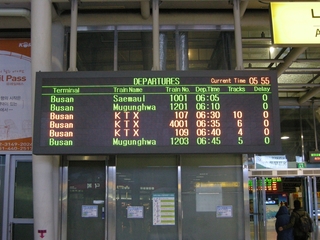 DEPARTURES
Current Time 05 55
Terminal Train Name Train No. Dep.Time Tracks Delay
Busan Saemaul 1001 06:05 0
Busan Mugunghwa 1201 06:10 0
Busan KTX 107 06:30 10 0
Busan KTX 4001 06:35 4 0
Busan KTX 109 06:40 4 0
Busan Mugunghwa 1203 06:45 5 0
Pass